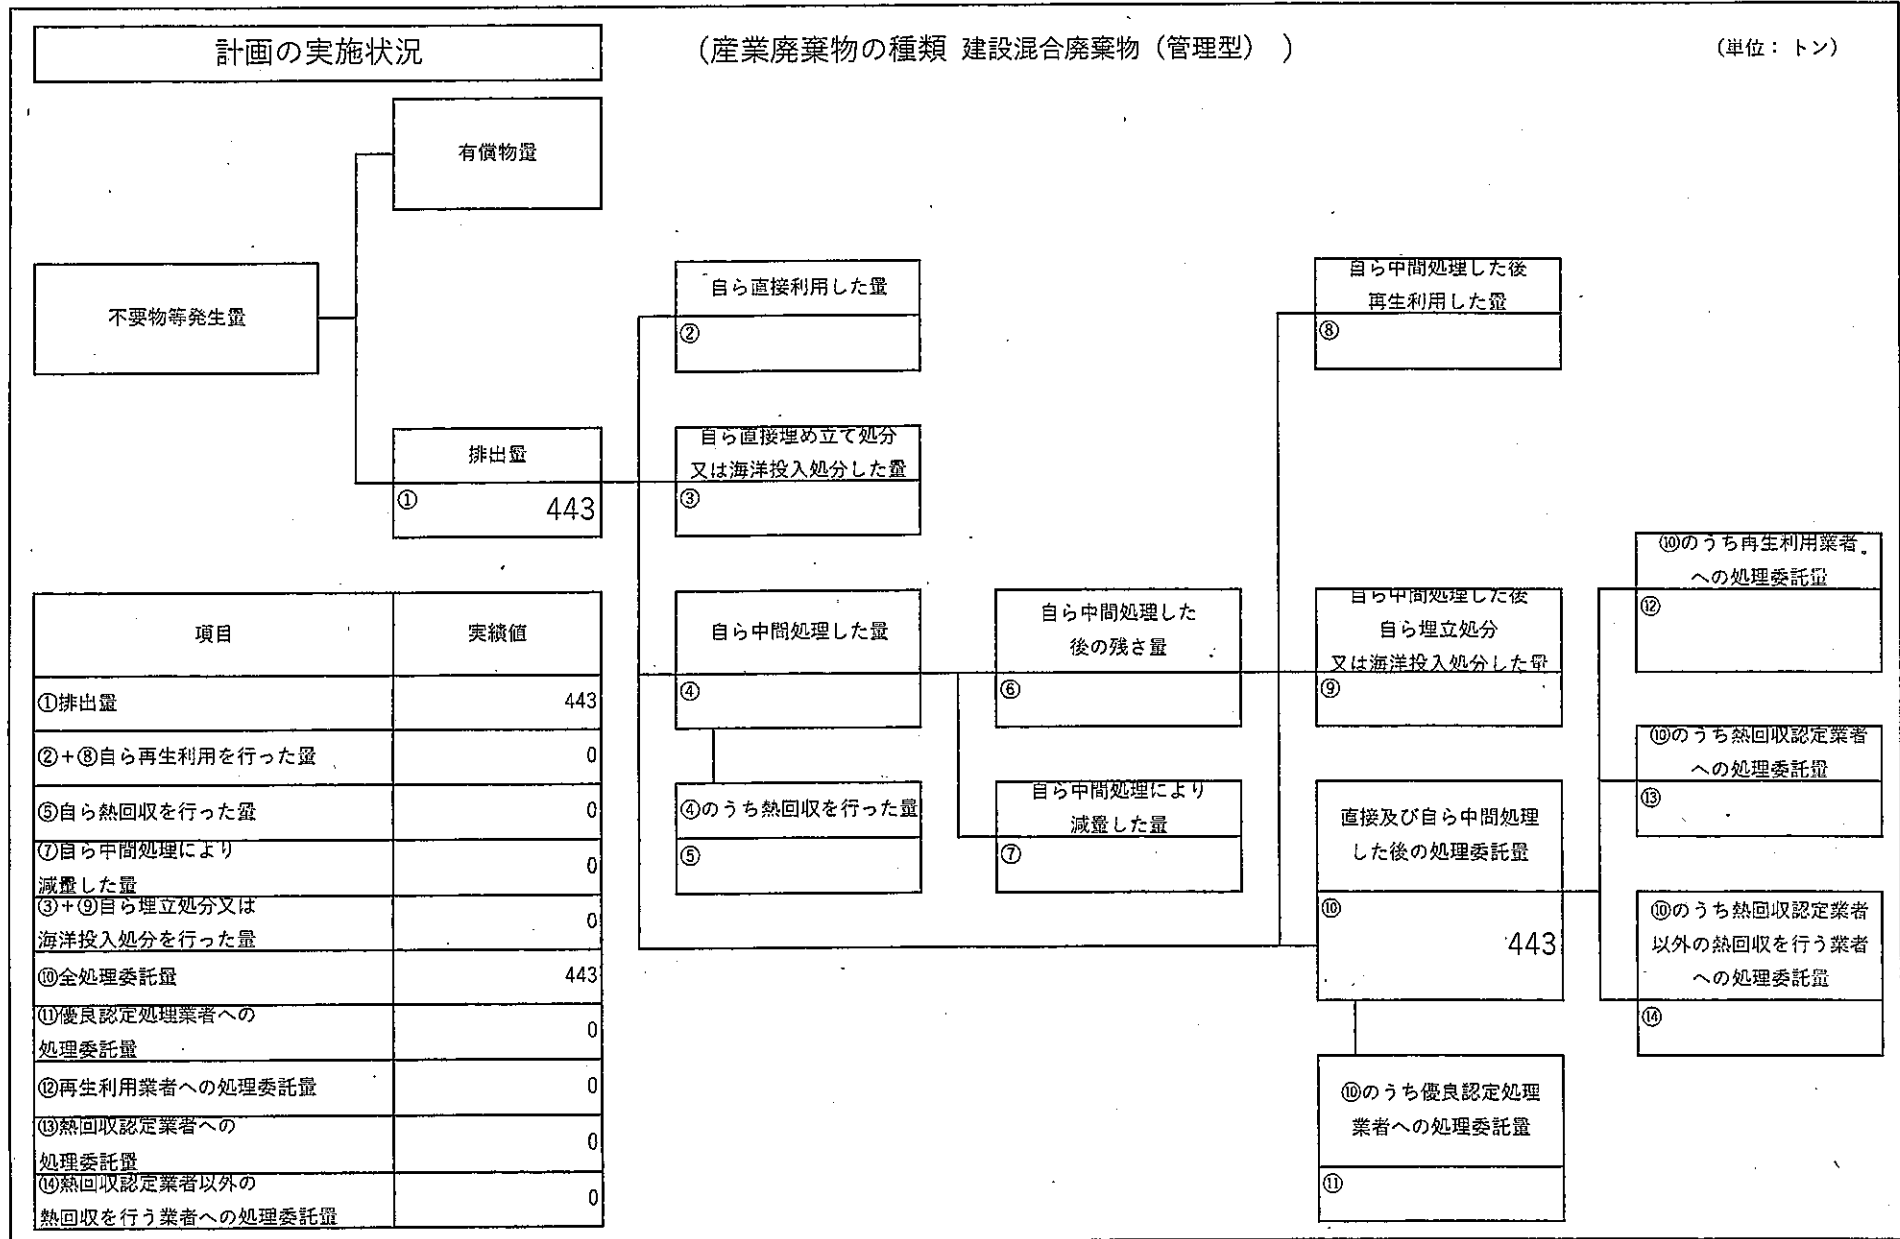 計画の実施状況
（産業廃棄物の種類 建設混合廃棄物（管理型） ）
（単位：トン）
有償物量
不要物等発生量
排出量
①
443
自ら直接利用した量
②
自ら直接埋め立て処分
又は海洋投入処分した量
③
自ら中間処理した量
④
④のうち熱回収を行った量
⑤
自ら中間処理した
後の残さ量
⑥
自ら中間処理により
減量した量
⑦
自ら中間処理した後
再生利用した量
⑧
自ら中間処理した後
自ら埋立処分
又は海洋投入処分した量
⑨
直接及び自ら中間処理
した後の処理委託量
⑩
443
⑩のうち優良認定処理
業者への処理委託量
⑪
⑩のうち再生利用業者
への処理委託量
⑫
⑩のうち熱回収認定業者
への処理委託量
⑬
⑩のうち熱回収認定業者
以外の熱回収を行う業者
への処理委託量
⑭
項目 実績値
①排出量 443
②+⑧自ら再生利用を行った量 0
⑤自ら熱回収を行った量 0
⑦自ら中間処理により
減量した量 0
③+⑨自ら埋立処分又は
海洋投入処分を行った量 0
⑩全処理委託量 443
⑪優良認定処理業者への
処理委託量 0
⑫再生利用業者への処理委託量 0
⑬熱回収認定業者への
処理委託量 0
⑭熱回収認定業者以外の
熱回収を行う業者への処理委託量 0